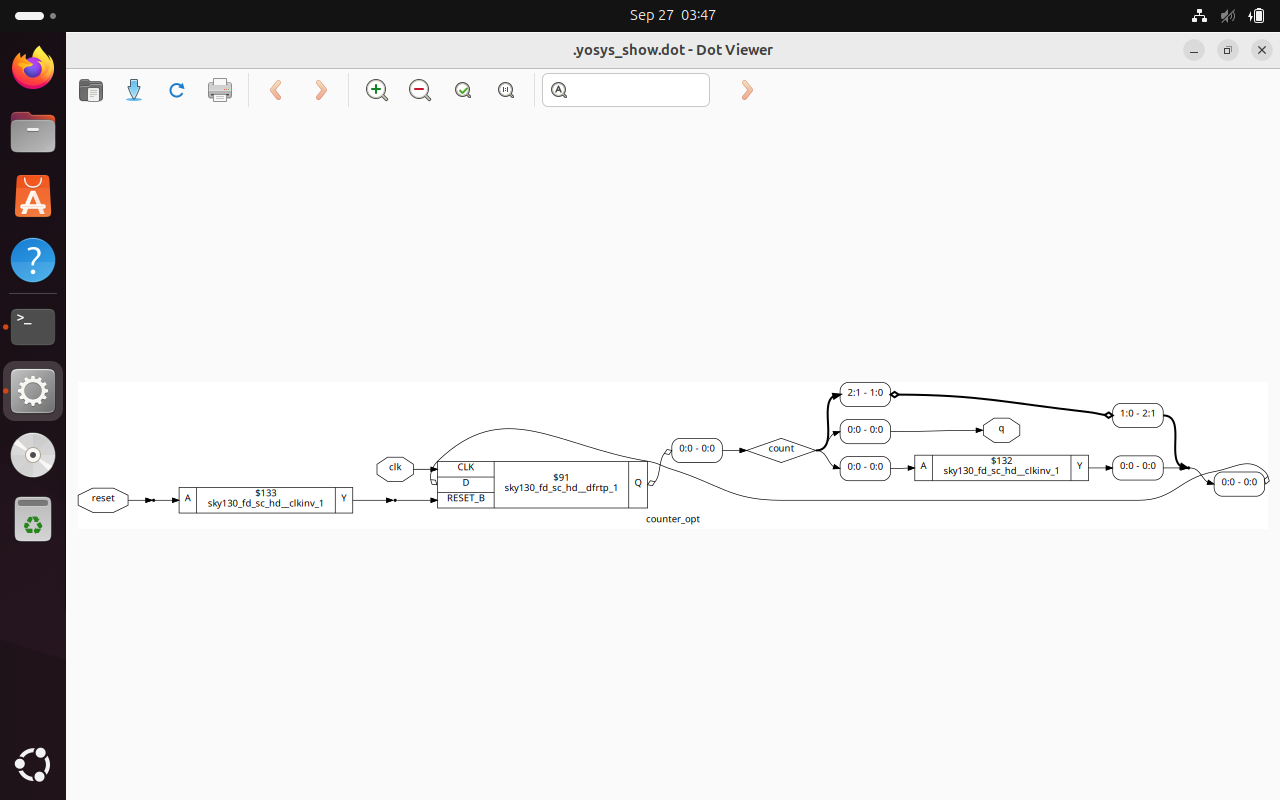 Sep 27 03:47
.yosys_show.dot - Dot Viewer
2:1 - 1:0
1:0 - 2:1
0:0 - 0:0
q
0:0 - 0:0
count
clk
CLK
D
RESET_B
$91
sky130_fd_sc_hd__dfrtp_1
Q
0:0 - 0:0
A
$132
sky130_fd_sc_hd__clkinv_1
Y
0:0 - 0:0
0:0 - 0:0
reset
A
$133
sky130_fd_sc_hd__clkinv_1
Y
counter_opt